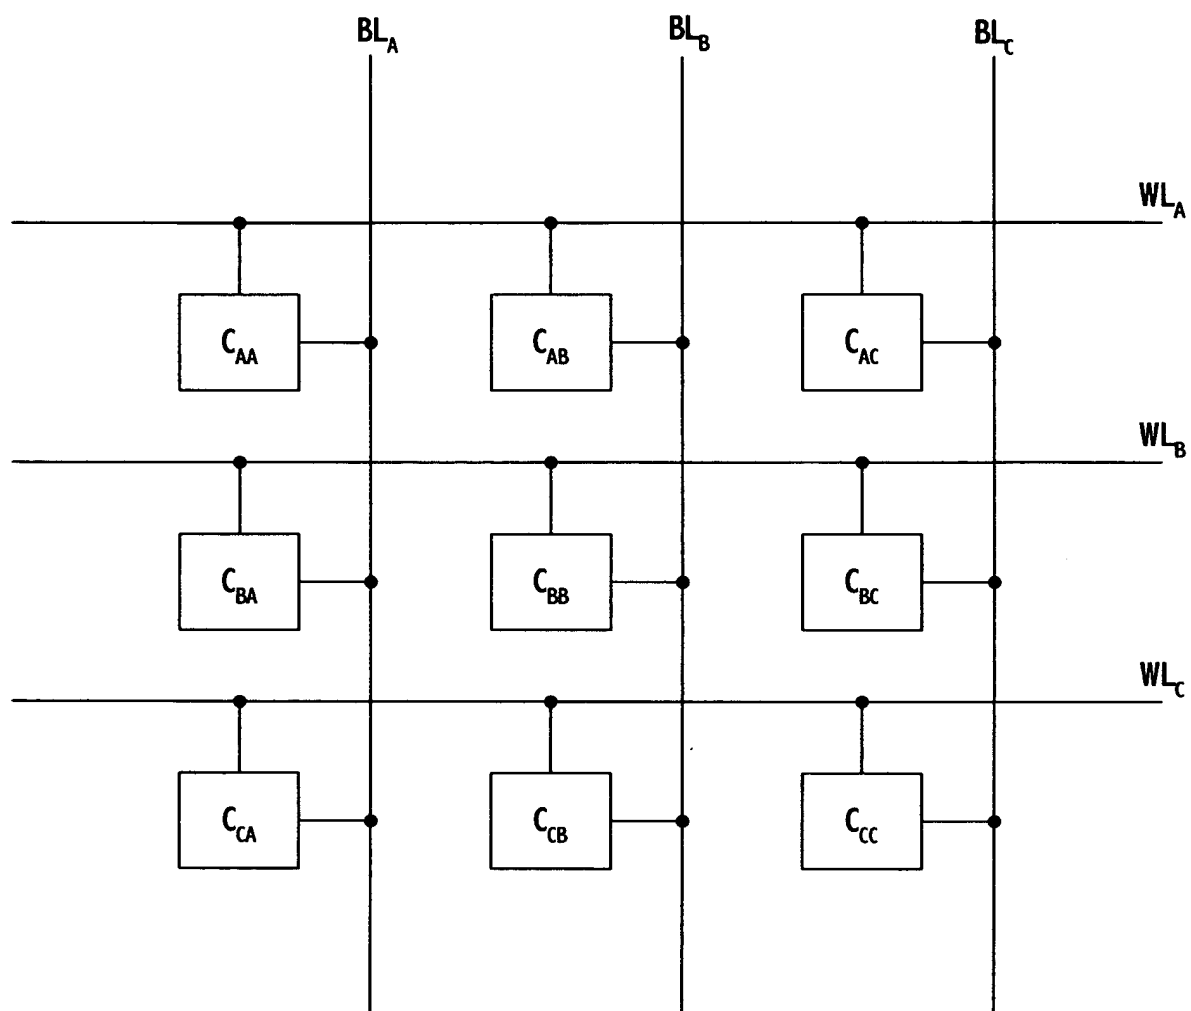 BL_A BL_B BL_C
WL_A
C_AA C_AB C_AC
WL_B
C_BA C_BB C_BC
WL_C
C_CA C_CB C_CC